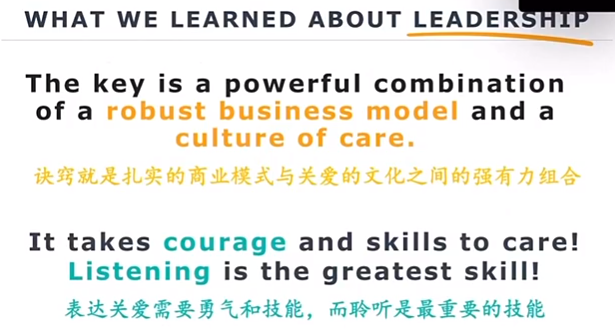 WHAT WE LEARNED ABOUT LEADERSHIP
The key is a powerful combination
of a robust business model and a
culture of care.
诀窍就是扎实的商业模式与关爱的文化之间的强有力组合
It takes courage and skills to care!
Listening is the greatest skill!
表达关爱需要勇气和技能，而聆听是最重要的技能